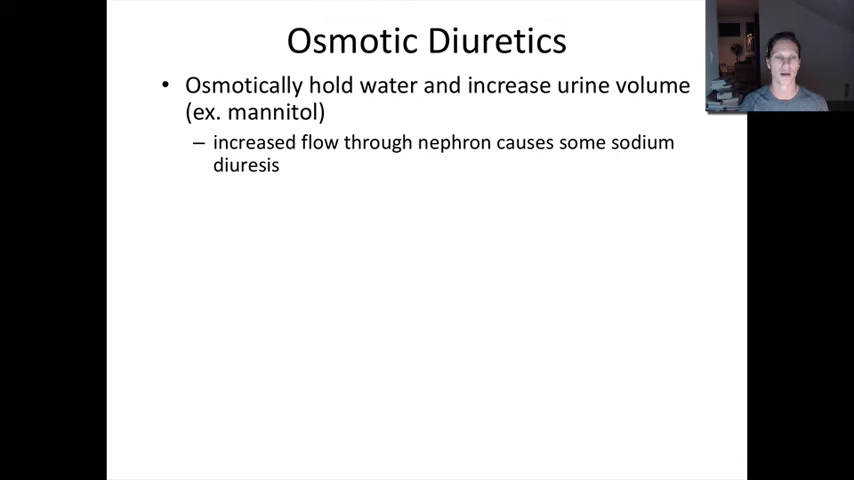 Osmotic Diuretics
• Osmotically hold water and increase urine volume
(ex. mannitol)
– increased flow through nephron causes some sodium
diuresis